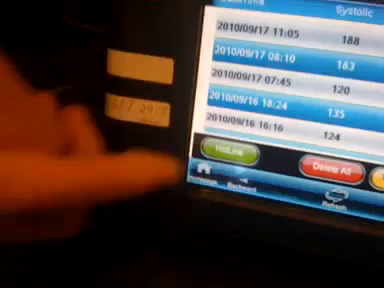 Systolic
2010/09/17 11:05 188
2010/09/17 08:10 183
2010/09/17 07:45 120
2010/09/16 18:24 135
2010/09/16 16:16 124
HotLine
Delete All
Backward
Refresh